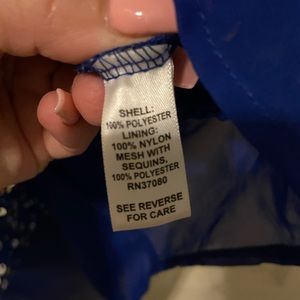 SHELL:
100% POLYESTER
LINING:
100% NYLON
MESH WITH
SEQUINS,
100% POLYESTER
RN37080
SEE REVERSE
FOR CARE